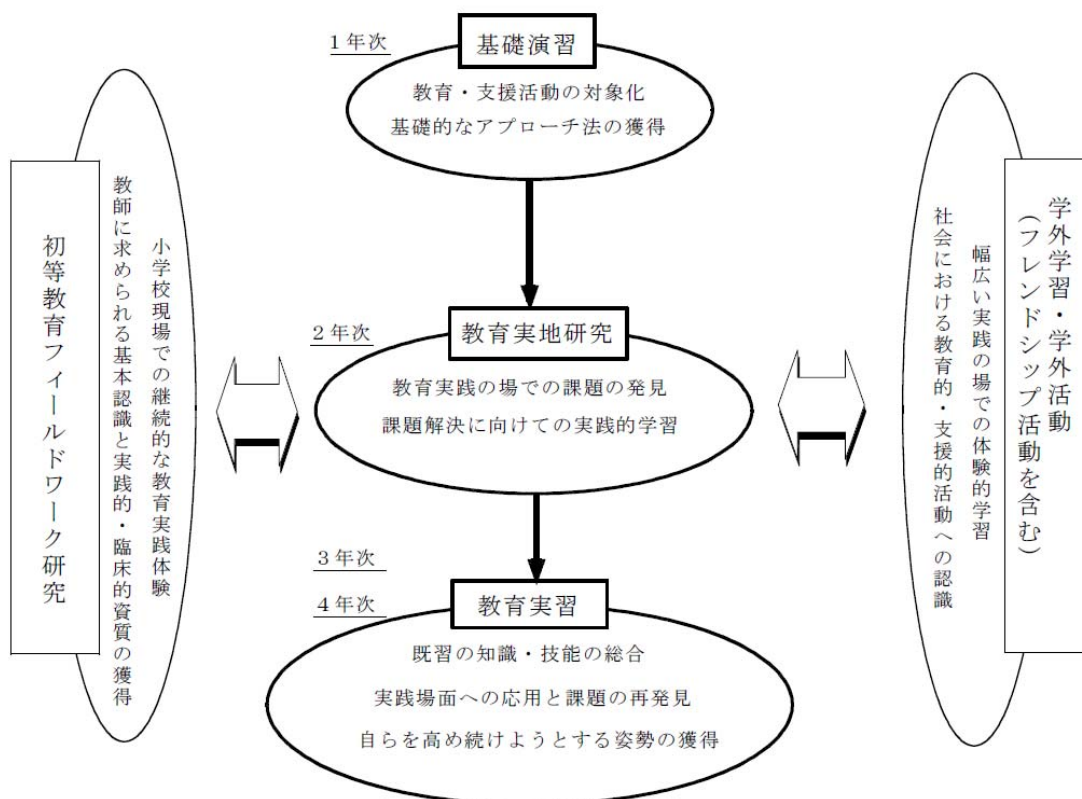 1年次
基礎演習
教育・支援活動の対象化
基礎的なアプローチ法の獲得
2年次
教育実地研究
教育実践の場での課題の発見
課題解決に向けての実践的学習
3年次
4年次
教育実習
既習の知識・技能の総合
実践場面への応用と課題の再発見
自らを高め続けようとする姿勢の獲得
初等教育フィールドワーク研究
小学校現場での継続的な教育実践体験
教師に求められる基本認識と実践的・臨床的資質の獲得
学外学習・学外活動
（フレンドシップ活動を含む）
幅広い実践の場での体験的学習
社会における教育的・支援的活動への認識